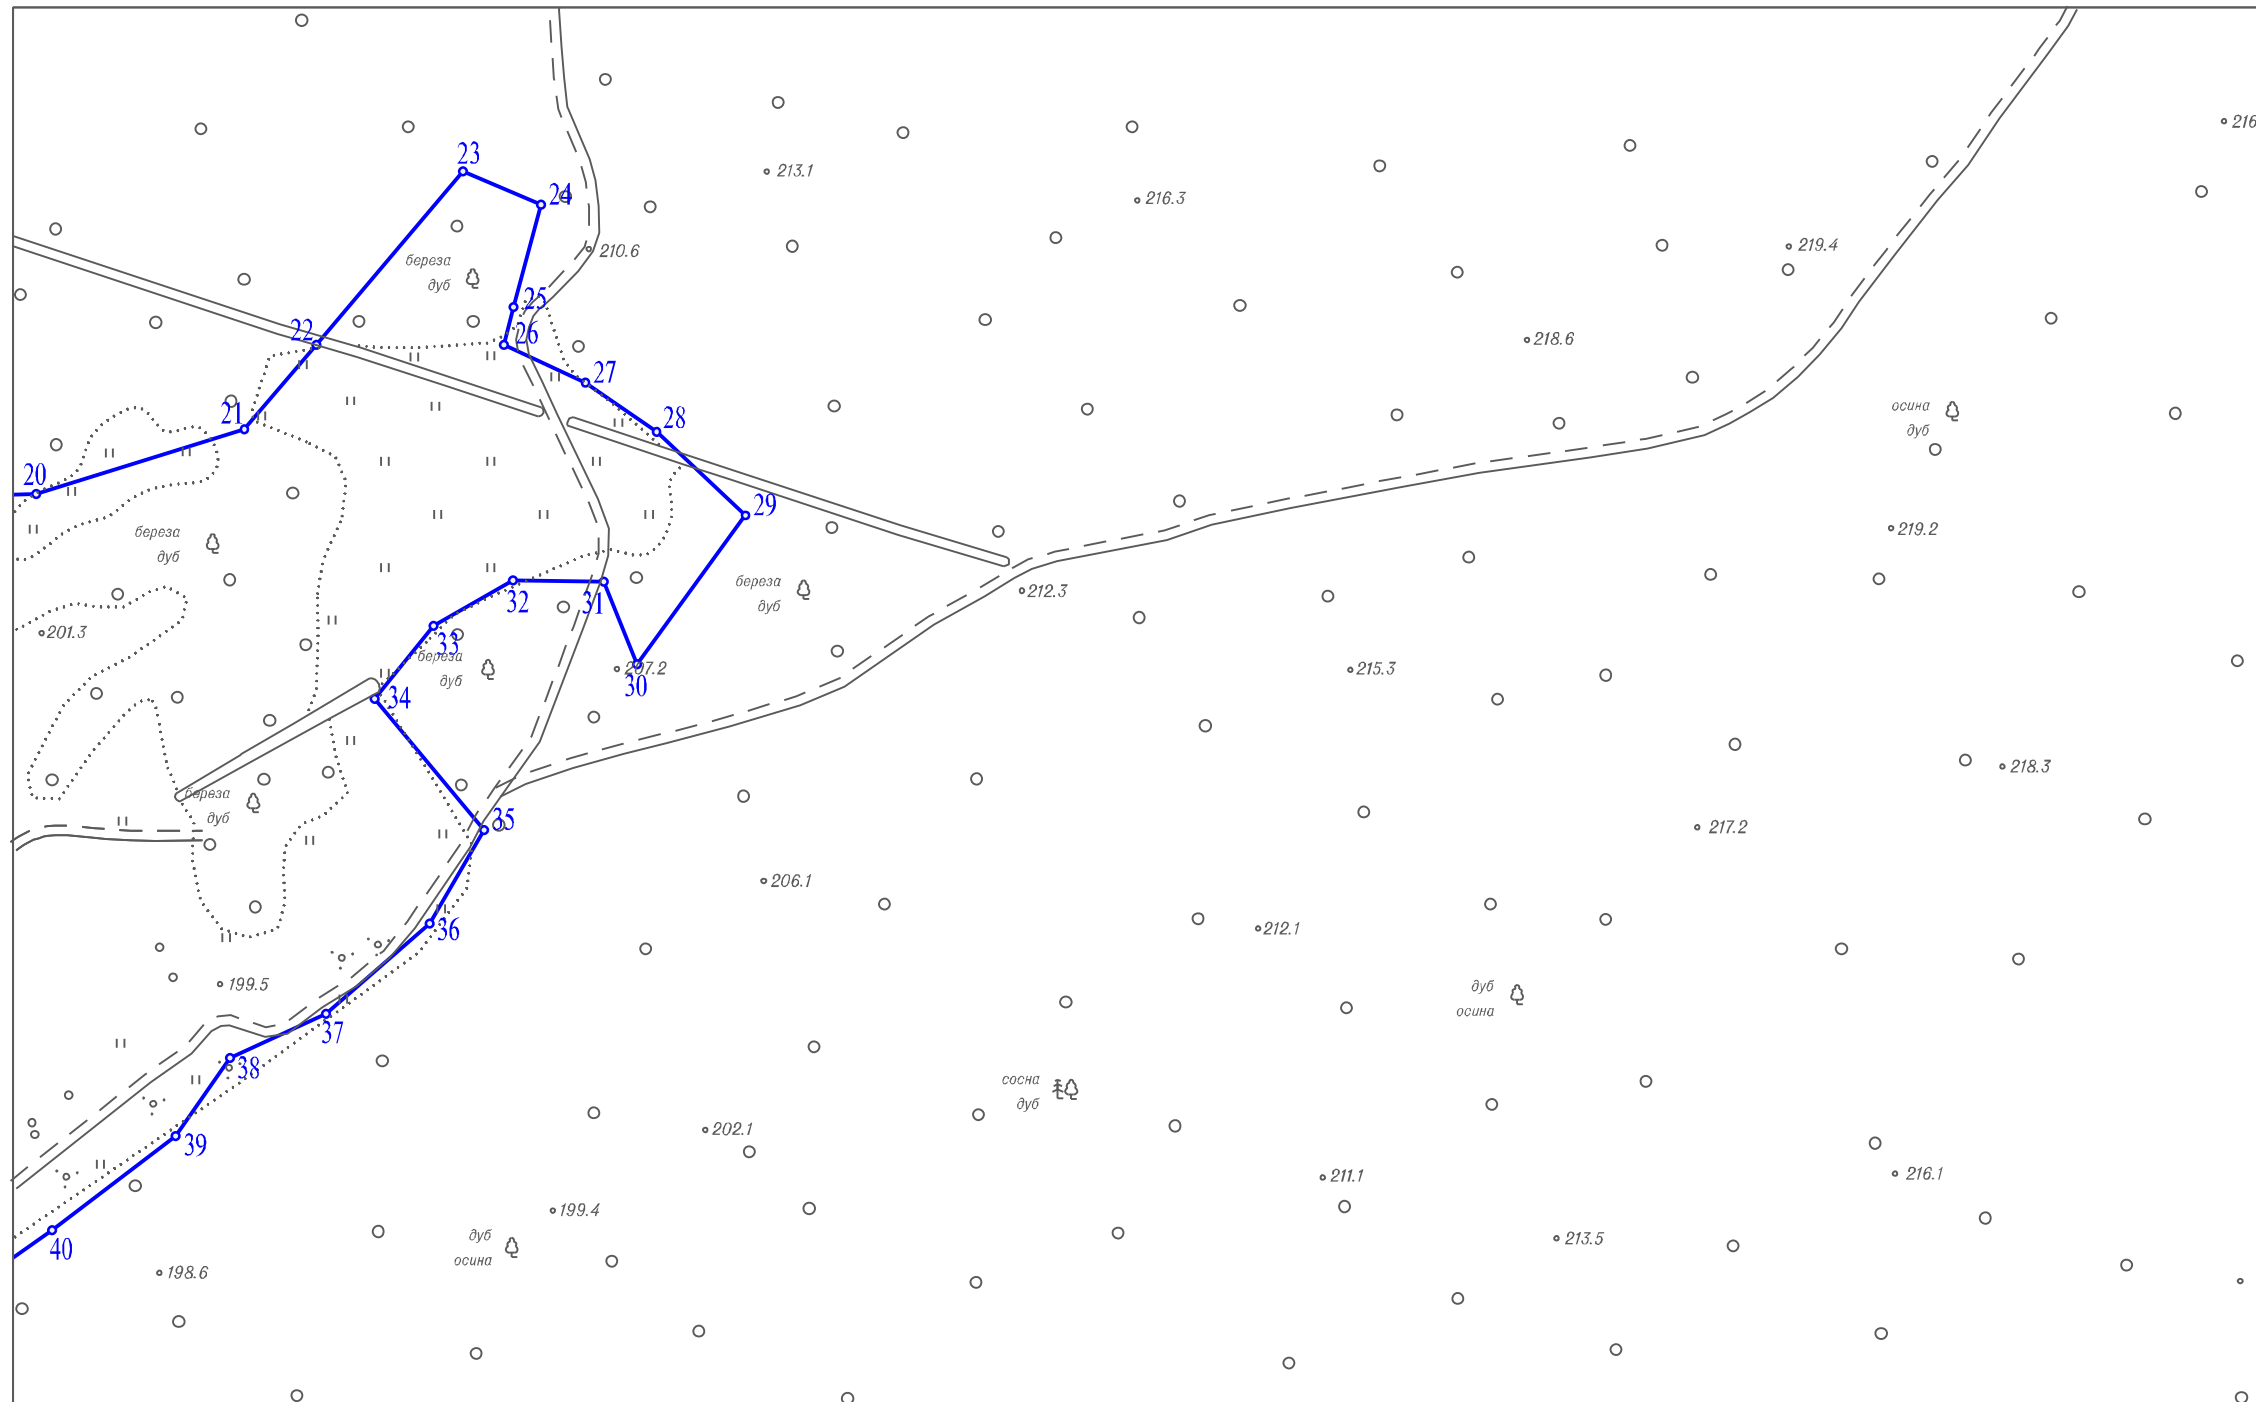 216
23
213.1
24
216.3
210.6
219.4
береза
дуб
25
22
26
218.6
27
осина
дуб
21
28
20
29
береза
дуб
219.2
береза
дуб
212.3
32
31
201.3
33
береза
дуб
207.2
215.3
30
34
218.3
береза
дуб
35
217.2
206.1
36
212.1
199.5
дуб
осина
37
38
сосна
дуб
202.1
39
211.1
216.1
199.4
дуб
осина
213.5
40
198.6